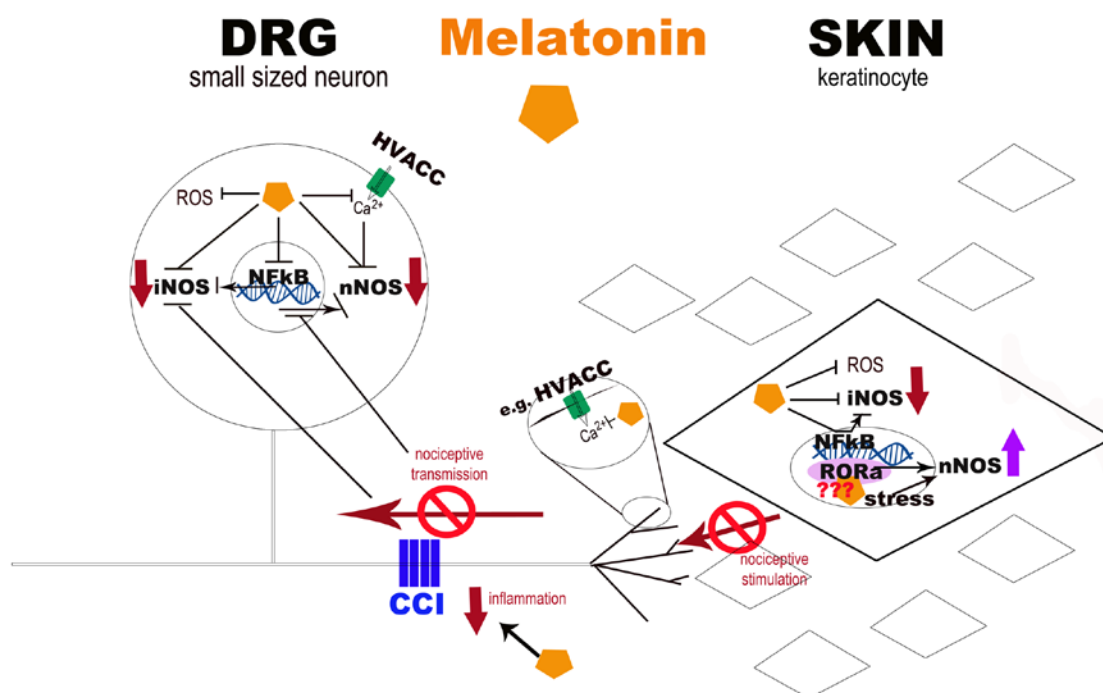 DRG
small sized neuron
Melatonin
SKIN
keratinocyte
HVACC
ROS
Ca²⁺
iNOS
NFkB
nNOS
e.g. HVACC
Ca²⁺
ROS
iNOS
NFkB
RORa
???
nNOS
stress
nociceptive
transmission
nociceptive
stimulation
CCI
inflammation